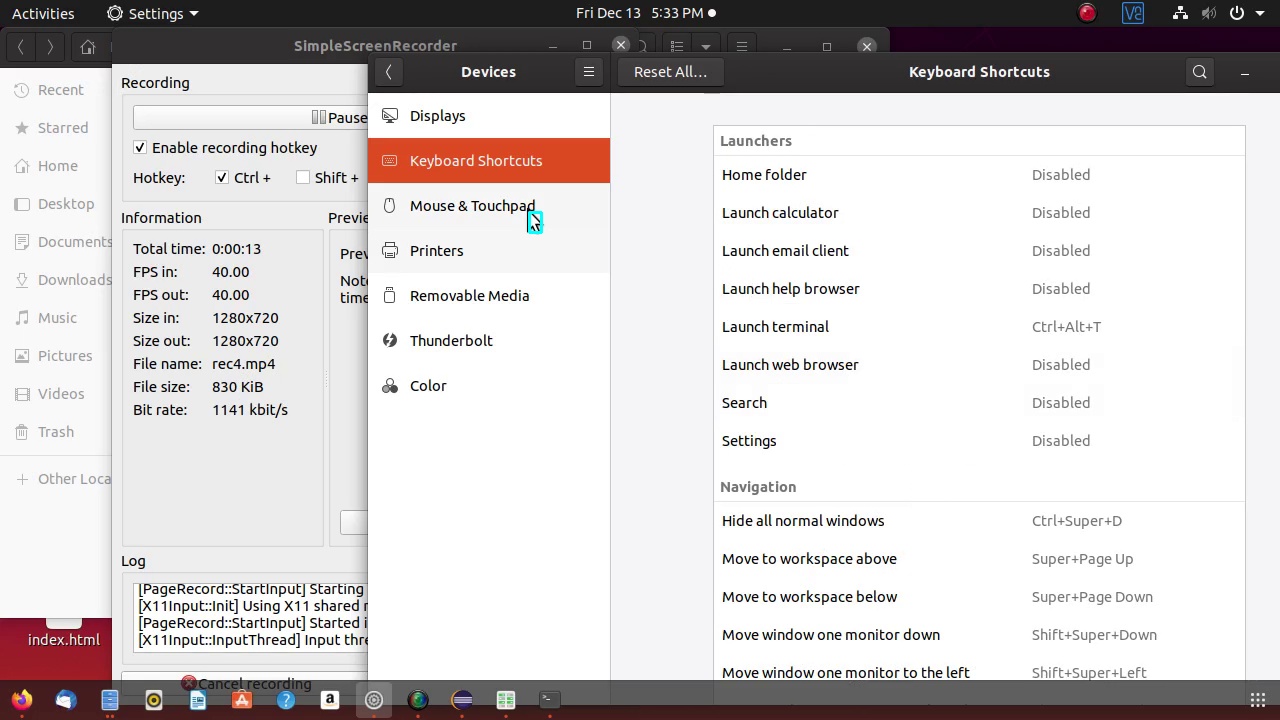 Activities
Settings
Fri Dec 13 5:33 PM
SimpleScreenRecorder
Devices
Reset All...
Keyboard Shortcuts
Recent
Starred
Home
Desktop
Documents
Downloads
Music
Pictures
Videos
Trash
Other Loca
index.html
Recording
Pause
Enable recording hotkey
Hotkey: Ctrl + Shift +
Information
Total time: 0:00:13
FPS in: 40.00
FPS out: 40.00
Size in: 1280x720
Size out: 1280x720
File name: rec4.mp4
File size: 830 KiB
Bit rate: 1141 kbit/s
Previe
Prev
Note
time
Log
[PageRecord::StartInput] Starting
[X11Input::Init] Using X11 shared r
[PageRecord::StartInput] Started i
[X11Input::InputThread] Input thre
Cancel recording
Displays
Keyboard Shortcuts
Mouse & Touchpad
Printers
Removable Media
Thunderbolt
Color
Launchers
Home folder Disabled
Launch calculator Disabled
Launch email client Disabled
Launch help browser Disabled
Launch terminal Ctrl+Alt+T
Launch web browser Disabled
Search Disabled
Settings Disabled
Navigation
Hide all normal windows Ctrl+Super+D
Move to workspace above Super+Page Up
Move to workspace below Super+Page Down
Move window one monitor down Shift+Super+Down
Move window one monitor to the left Shift+Super+Left